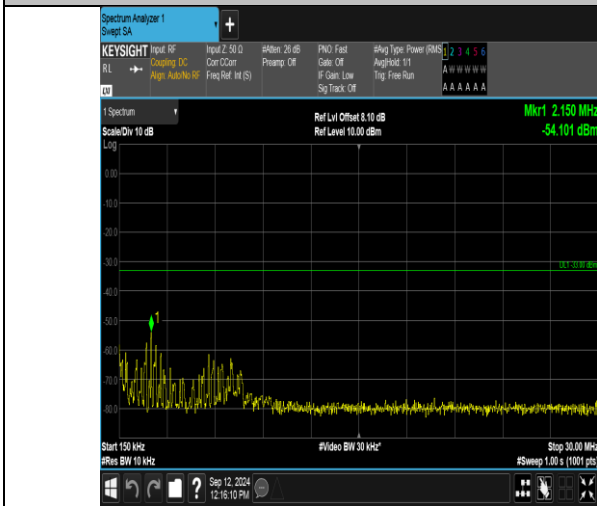 Spectrum Analyzer 1
Swept SA
KEYSIGHT
RL
Input: RF
Coupling: DC
Align: Auto/No RF
Input Z: 50 Ω
Corr CCorr
Freq Ref: Int (S)
#Atten: 26 dB
Preamp: Off
PNO: Fast
Gate: Off
IF Gain: Low
Sig Track: Off
#Avg Type: Power (RMS)
Avg|Hold: 1/1
Trig: Free Run
1 2 3 4 5 6
A W W W W W
A A A A A A
1 Spectrum
Scale/Div 10 dB
Log
Ref Lvl Offset 8.10 dB
Ref Level 10.00 dBm
Mkr1 2.150 MHz
-54.101 dBm
0.00
-10.0
-20.0
-30.0
DL1 -33.00 dBm
-40.0
-50.0
1
-60.0
-70.0
-80.0
Start 150 kHz
#Video BW 30 kHz*
Stop 30.00 MHz
#Res BW 10 kHz
#Sweep 1.00 s (1001 pts)
Sep 12, 2024
12:16:10 PM